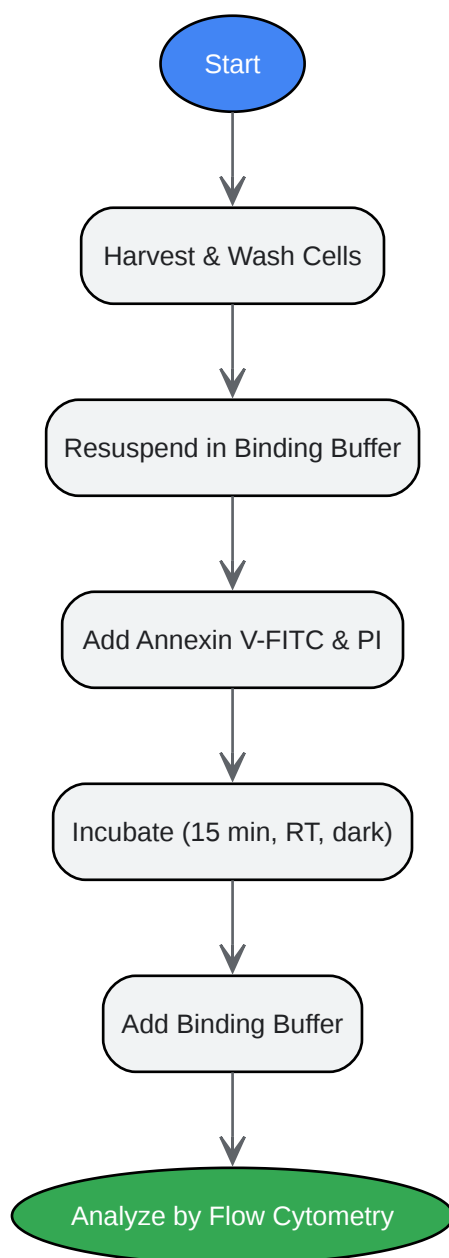 Start
Harvest & Wash Cells
Resuspend in Binding Buffer
Add Annexin V-FITC & PI
Incubate (15 min, RT, dark)
Add Binding Buffer
Analyze by Flow Cytometry